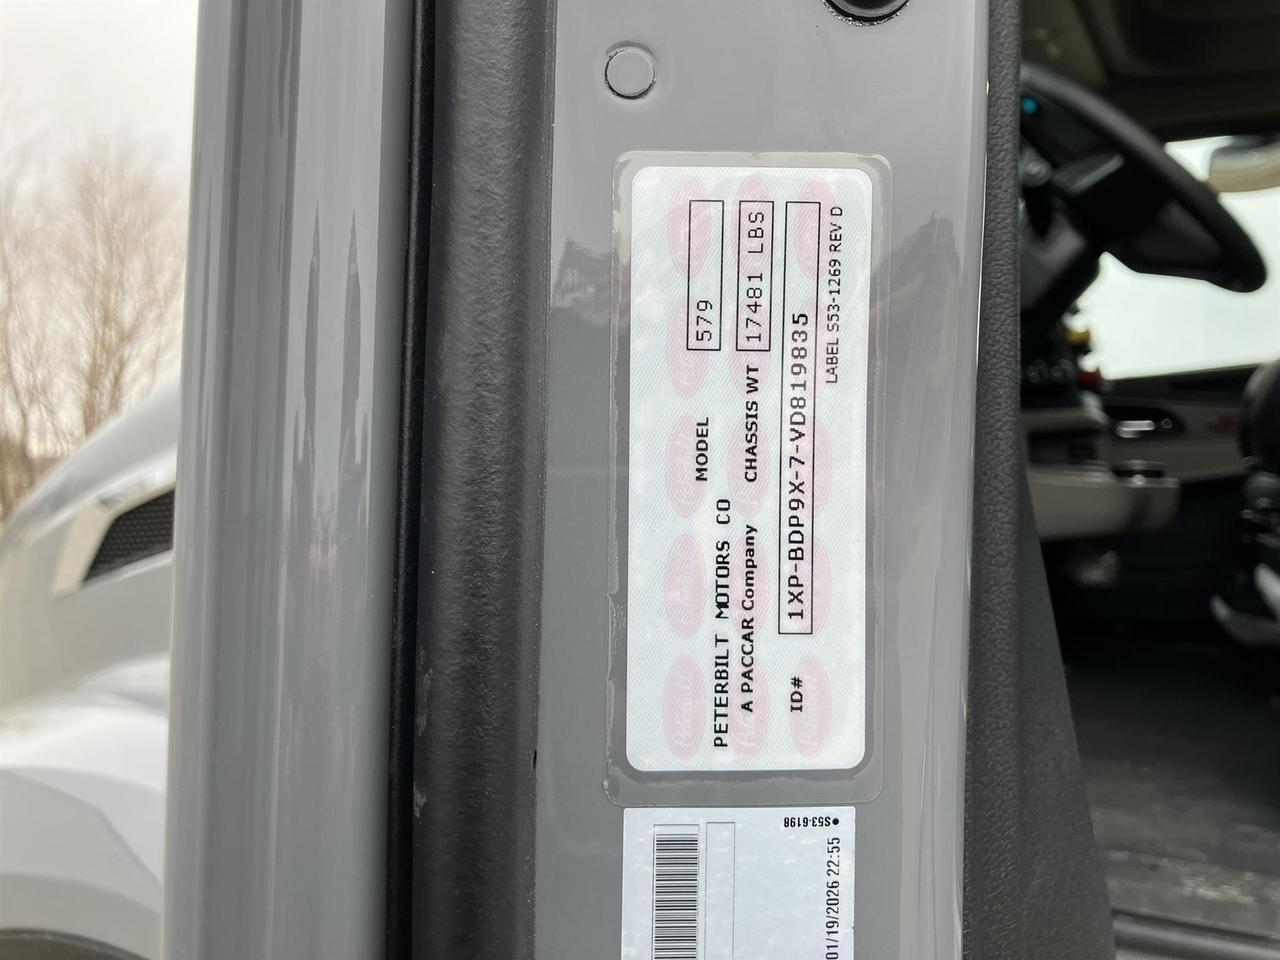 MODEL 579
PETERBILT MOTORS CO
A PACCAR Company CHASSIS WT 17481 LBS
ID# 1XP-BDP9X-7-VD819835
LABEL S53-1269 REV D
●S53-6198
01/19/2026 22:55